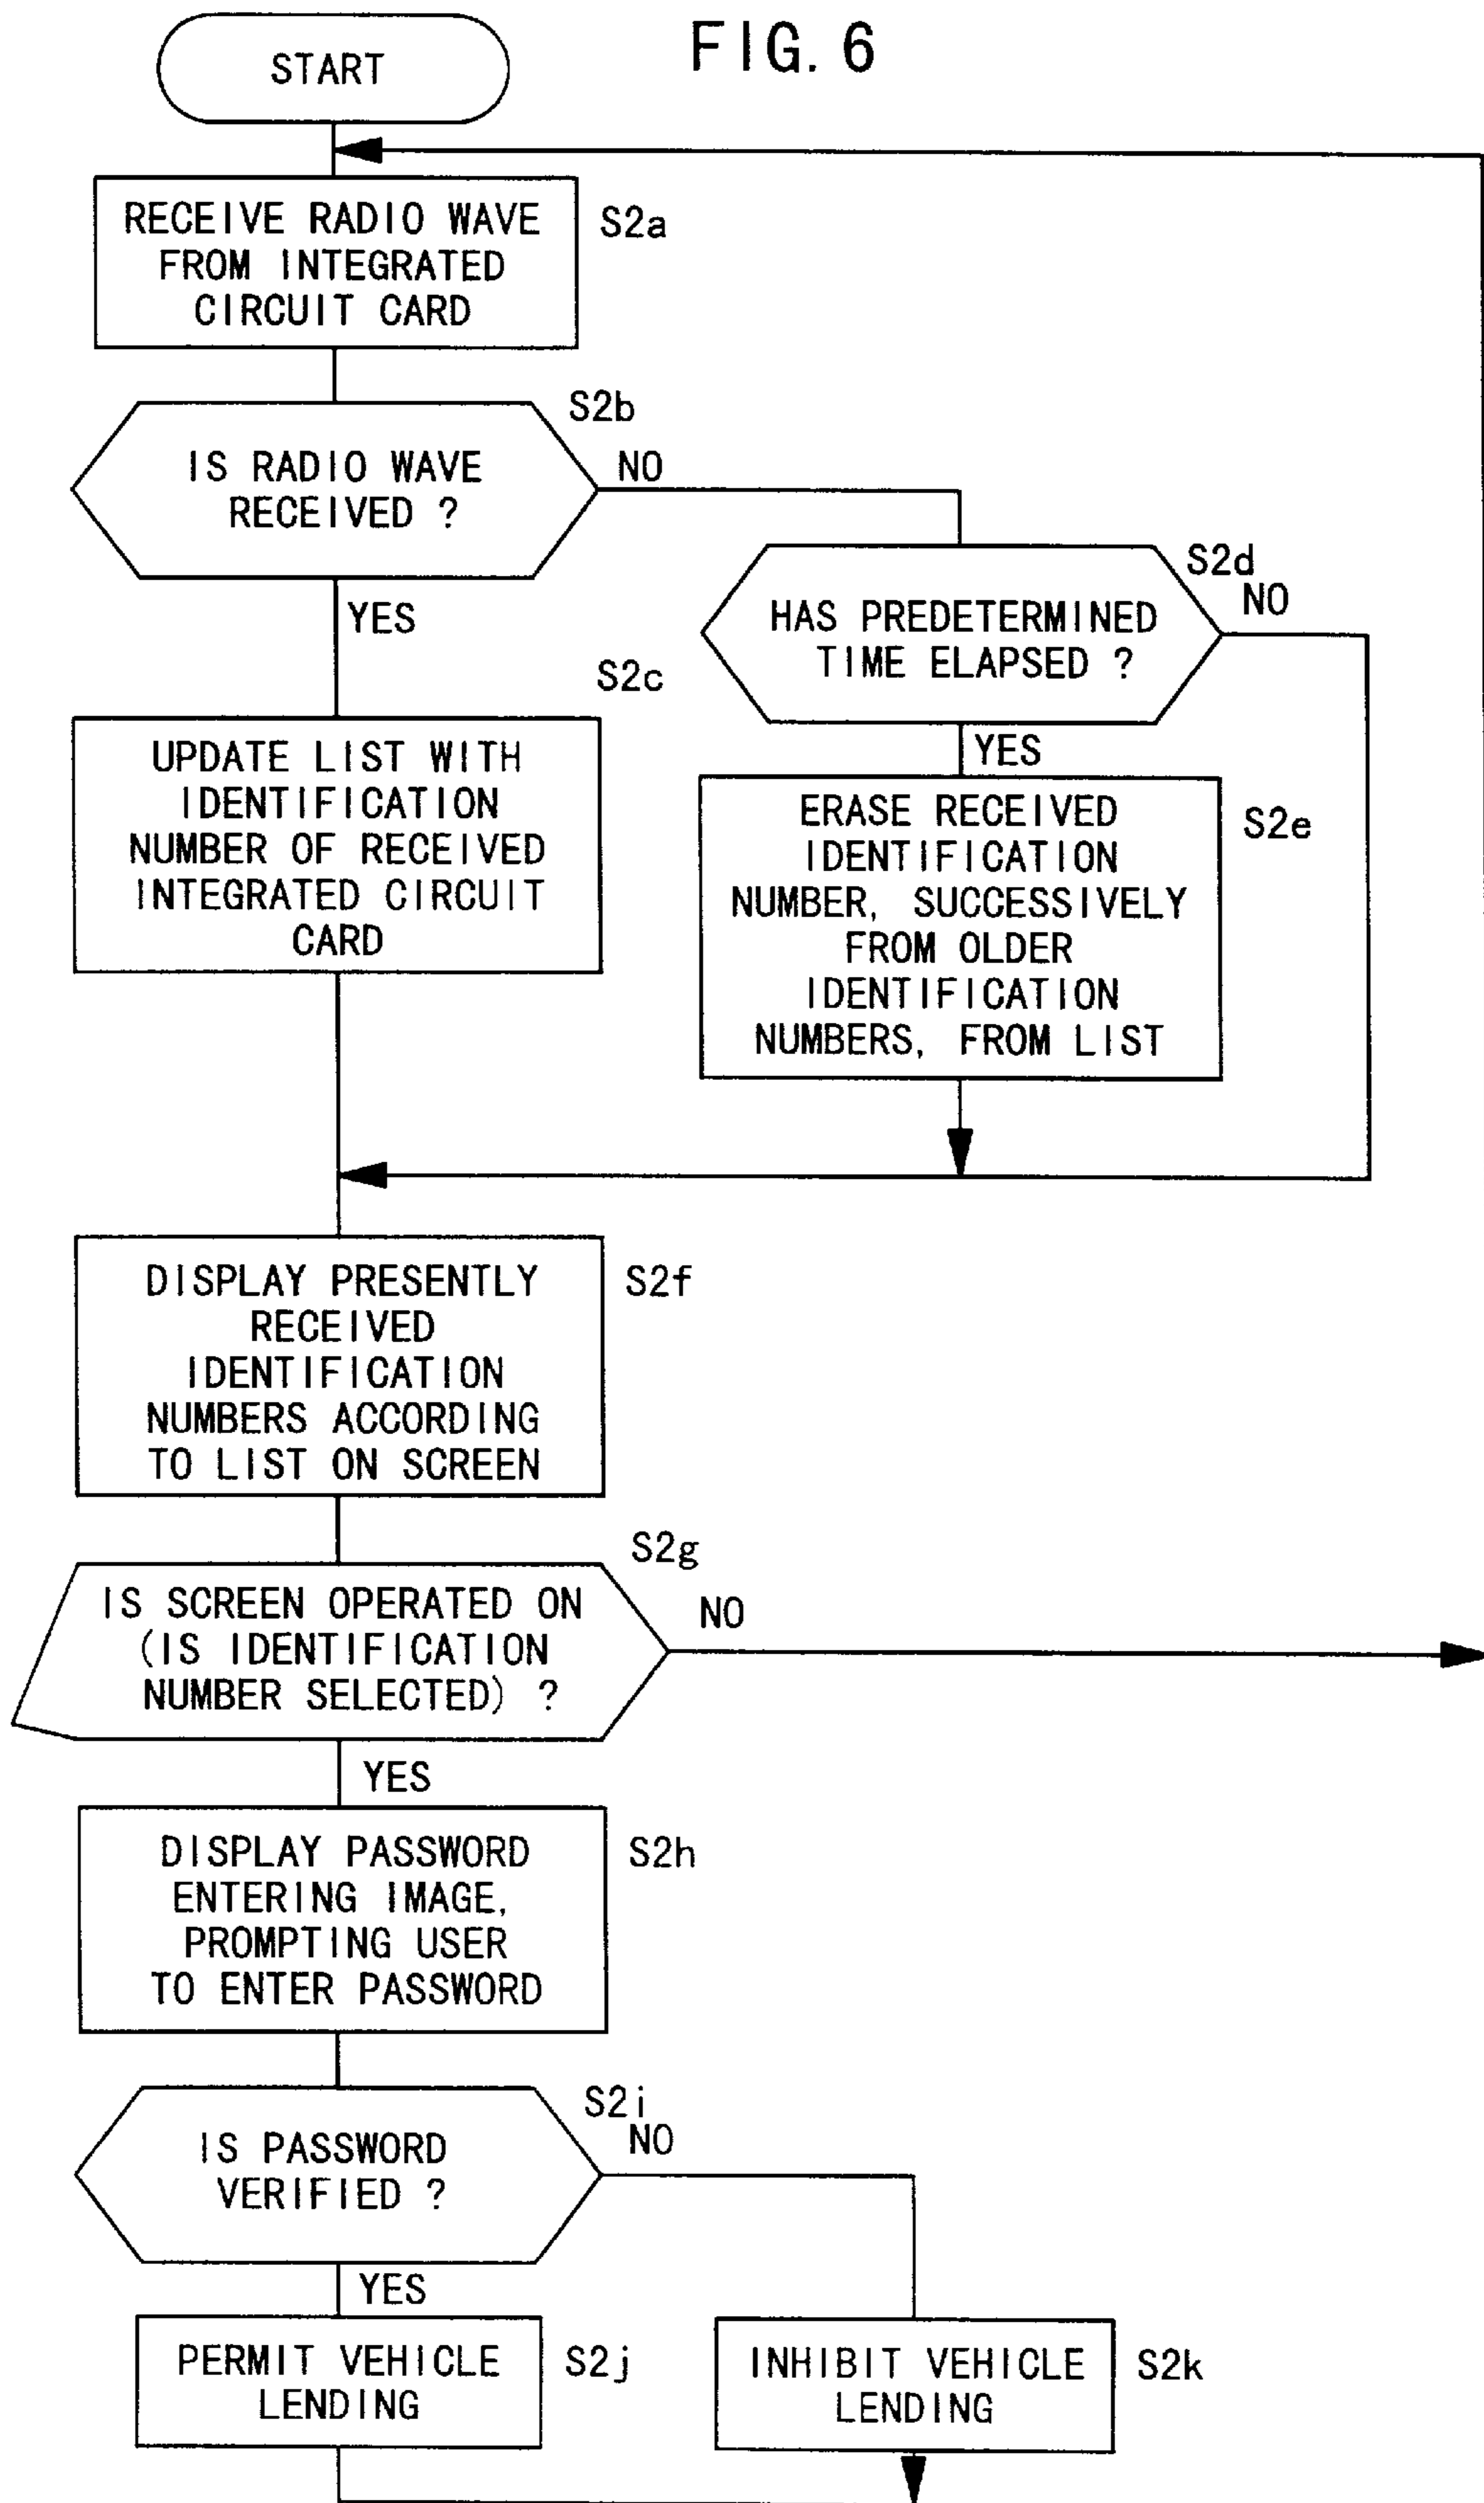 FIG. 6
START
RECEIVE RADIO WAVE
FROM INTEGRATED
CIRCUIT CARD
S2a
S2b
IS RADIO WAVE
RECEIVED ?
NO
YES
S2d
NO
HAS PREDETERMINED
TIME ELAPSED ?
YES
S2c
UPDATE LIST WITH
IDENTIFICATION
NUMBER OF RECEIVED
INTEGRATED CIRCUIT
CARD
ERASE RECEIVED
IDENTIFICATION
NUMBER, SUCCESSIVELY
FROM OLDER
IDENTIFICATION
NUMBERS, FROM LIST
S2e
DISPLAY PRESENTLY
RECEIVED
IDENTIFICATION
NUMBERS ACCORDING
TO LIST ON SCREEN
S2f
S2g
IS SCREEN OPERATED ON
(IS IDENTIFICATION
NUMBER SELECTED) ?
NO
YES
DISPLAY PASSWORD
ENTERING IMAGE,
PROMPTING USER
TO ENTER PASSWORD
S2h
S2i
NO
IS PASSWORD
VERIFIED ?
YES
PERMIT VEHICLE
LENDING
S2j
INHIBIT VEHICLE
LENDING
S2k